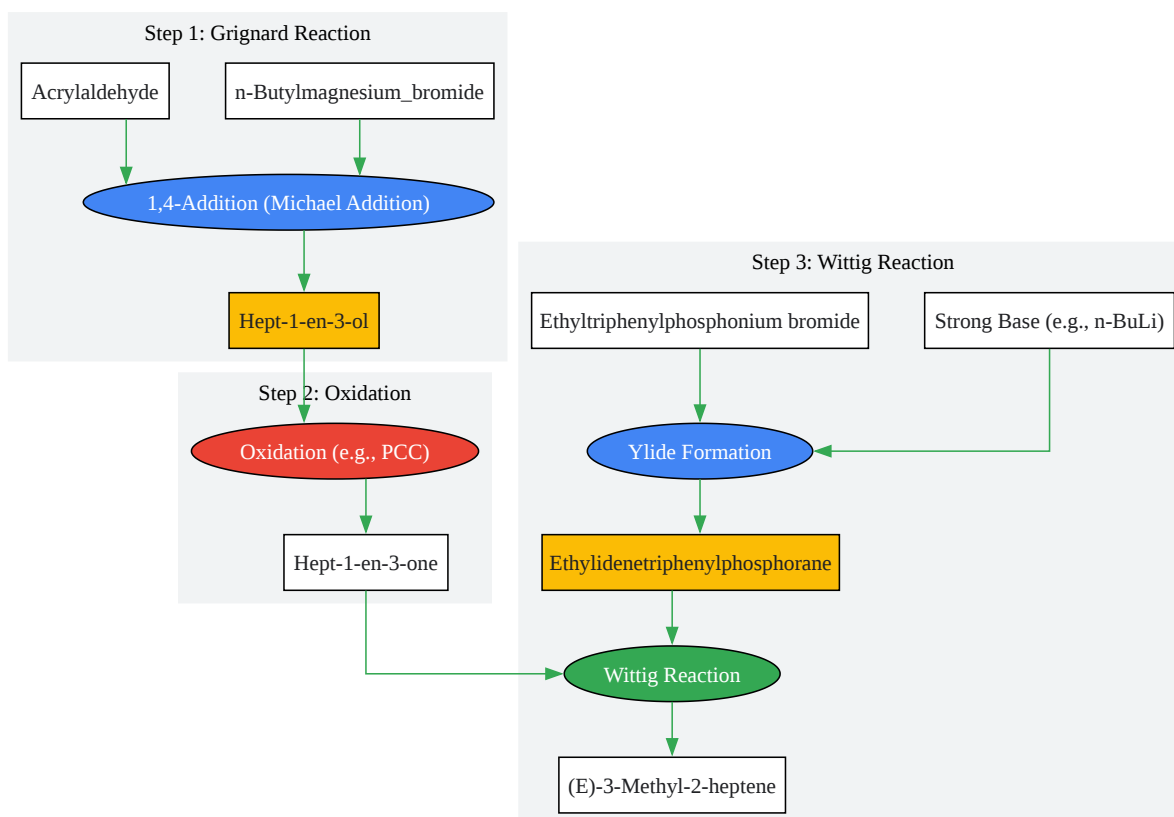 Step 1: Grignard Reaction
Acrylaldehyde
n-Butylmagnesium_bromide
1,4-Addition (Michael Addition)
Hept-1-en-3-ol
Step 2: Oxidation
Oxidation (e.g., PCC)
Hept-1-en-3-one
Step 3: Wittig Reaction
Ethyltriphenylphosphonium bromide
Strong Base (e.g., n-BuLi)
Ylide Formation
Ethylidenetriphenylphosphorane
Wittig Reaction
(E)-3-Methyl-2-heptene